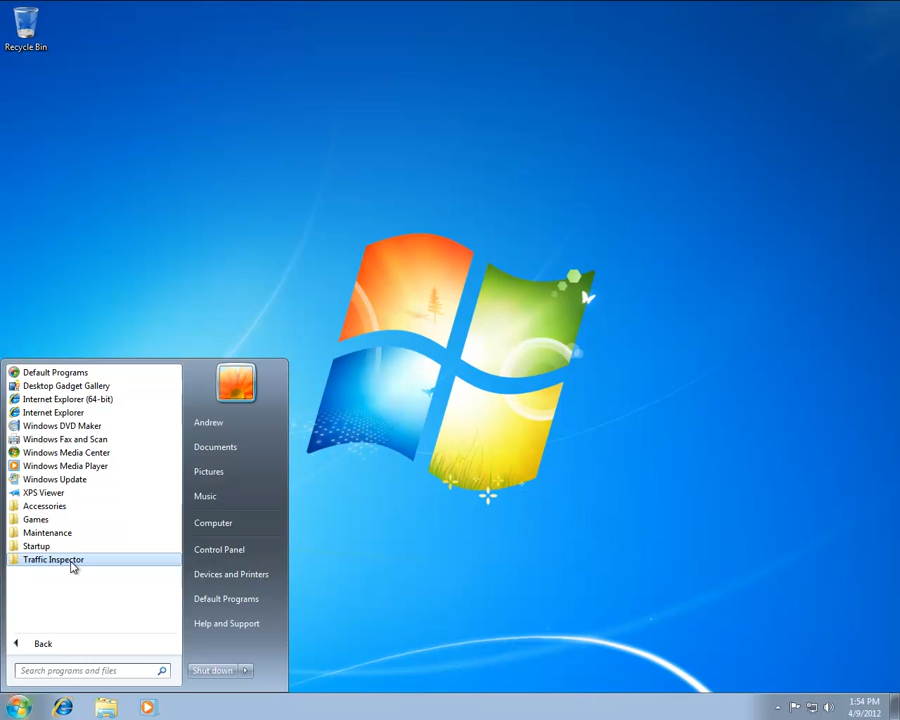 Recycle Bin
Default Programs
Desktop Gadget Gallery
Internet Explorer (64-bit)
Internet Explorer
Windows DVD Maker
Windows Fax and Scan
Windows Media Center
Windows Media Player
Windows Update
XPS Viewer
Accessories
Games
Maintenance
Startup
Traffic Inspector
Back
Search programs and files
Andrew
Documents
Pictures
Music
Computer
Control Panel
Devices and Printers
Default Programs
Help and Support
Shut down
1:54 PM
4/9/2012